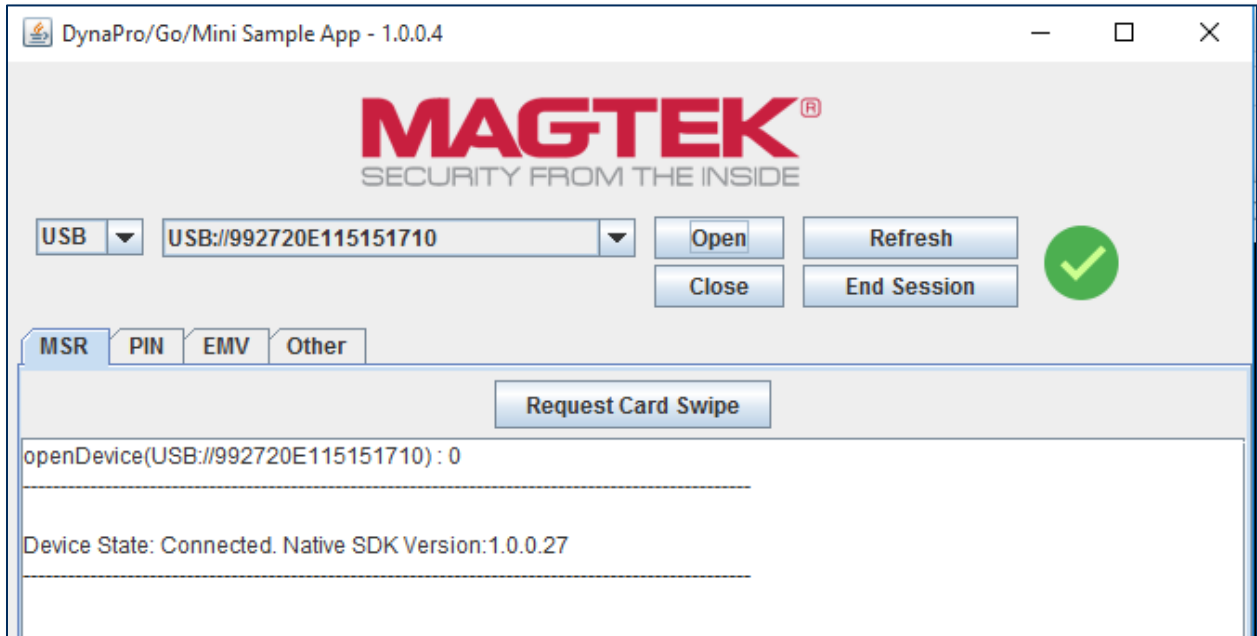 DynaPro/Go/Mini Sample App - 1.0.0.4
MAGTEK®
SECURITY FROM THE INSIDE
USB USB://992720E115151710 Open Refresh
Close End Session
MSR PIN EMV Other
Request Card Swipe
openDevice(USB://992720E115151710) : 0
Device State: Connected. Native SDK Version:1.0.0.27